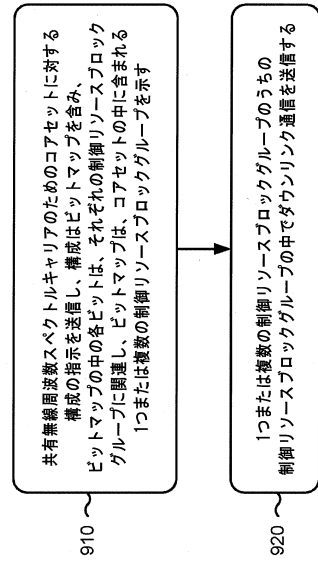 共有無線周波数スペクトルキャリアのためのコアセットに対する
構成の指示を送信し、構成はビットマップを含み、
ビットマップの中の各ビットは、それぞれの制御リソースブロック
グループに関連し、ビットマップは、コアセットの中に含まれる
1つまたは複数の制御リソースブロックグループを示す
910
1つまたは複数の制御リソースブロックグループのうちの
制御リソースブロックグループの中でダウンリンク通信を送信する
920